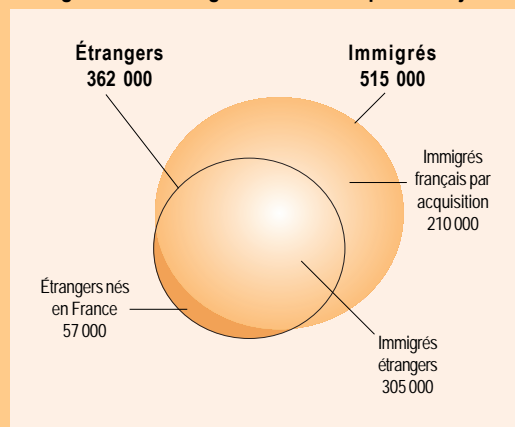 Étrangers
362 000
Immigrés
515 000
Immigrés
français par
acquisition
210 000
Étrangers nés
en France
57 000
Immigrés
étrangers
305 000